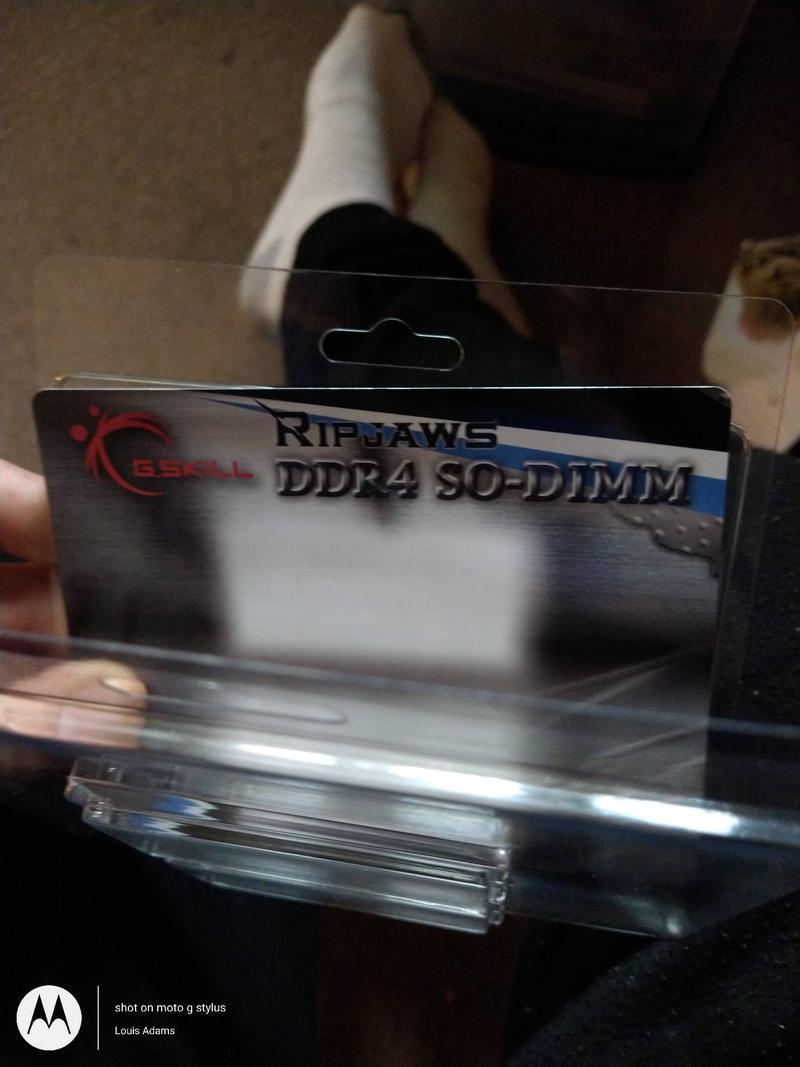 RIPJAWS
G.SKILL
DDR4 SO-DIMM
shot on moto g stylus
Louis Adams